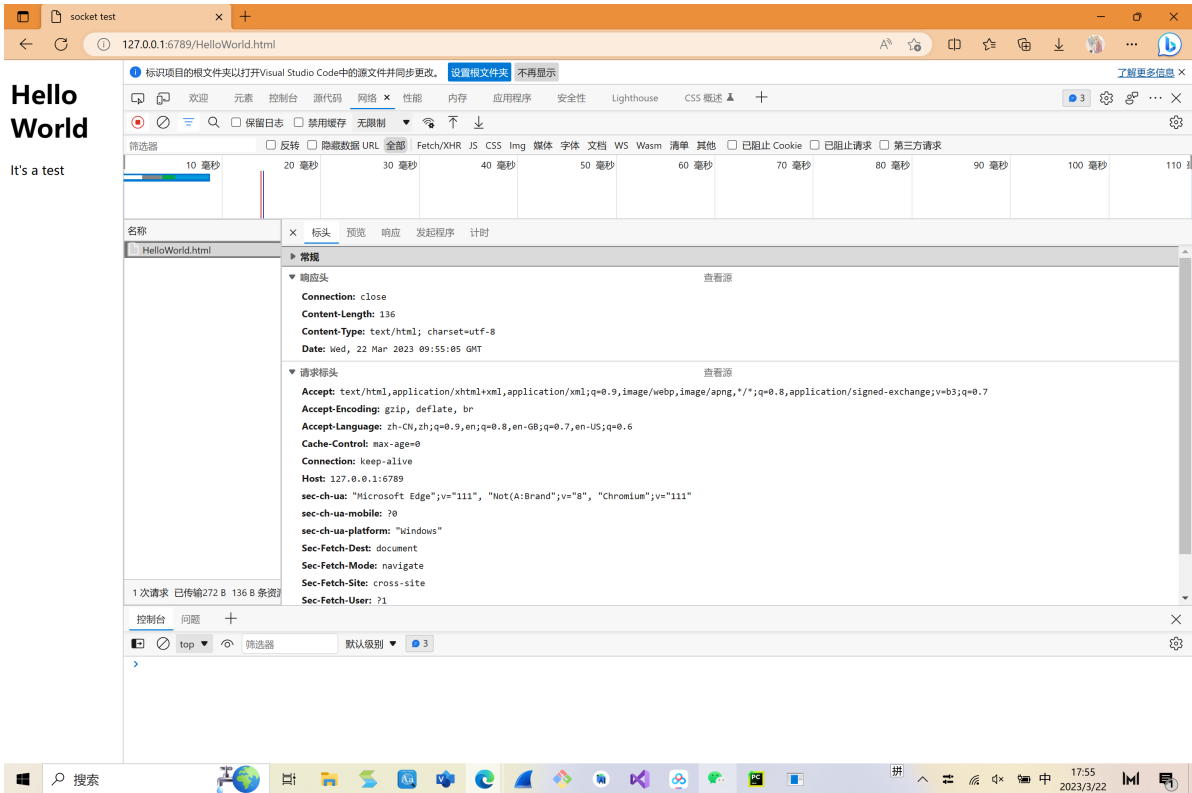 socket test
127.0.0.1:6789/HelloWorld.html
Hello
World
It's a test
标识项目的根文件夹以打开Visual Studio Code中的源文件并同步更改。 设置根文件夹 不再显示 了解更多信息
欢迎 元素 控制台 源代码 网络 性能 内存 应用程序 安全性 Lighthouse CSS 概述 3
保留日志 禁用缓存 无限制
筛选器 反转 隐藏数据 URL 全部 Fetch/XHR JS CSS Img 媒体 字体 文档 WS Wasm 清单 其他 已阻止 Cookie 已阻止请求 第三方请求
10 毫秒 20 毫秒 30 毫秒 40 毫秒 50 毫秒 60 毫秒 70 毫秒 80 毫秒 90 毫秒 100 毫秒 110
名称
HelloWorld.html
标头 预览 响应 发起程序 计时
常规
响应头 查看源
Connection: close
Content-Length: 136
Content-Type: text/html; charset=utf-8
Date: Wed, 22 Mar 2023 09:55:05 GMT
请求标头 查看源
Accept: text/html,application/xhtml+xml,application/xml;q=0.9,image/webp,image/apng,*/*;q=0.8,application/signed-exchange;v=b3;q=0.7
Accept-Encoding: gzip, deflate, br
Accept-Language: zh-CN,zh;q=0.9,en;q=0.8,en-GB;q=0.7,en-US;q=0.6
Cache-Control: max-age=0
Connection: keep-alive
Host: 127.0.0.1:6789
sec-ch-ua: "Microsoft Edge";v="111", "Not(A:Brand";v="8", "Chromium";v="111"
sec-ch-ua-mobile: ?0
sec-ch-ua-platform: "Windows"
Sec-Fetch-Dest: document
Sec-Fetch-Mode: navigate
Sec-Fetch-Site: cross-site
Sec-Fetch-User: ?1
1 次请求 已传输272 B 136 B 条资
控制台 问题
top 筛选器 默认级别 3
搜索
拼
中
17:55
2023/3/22